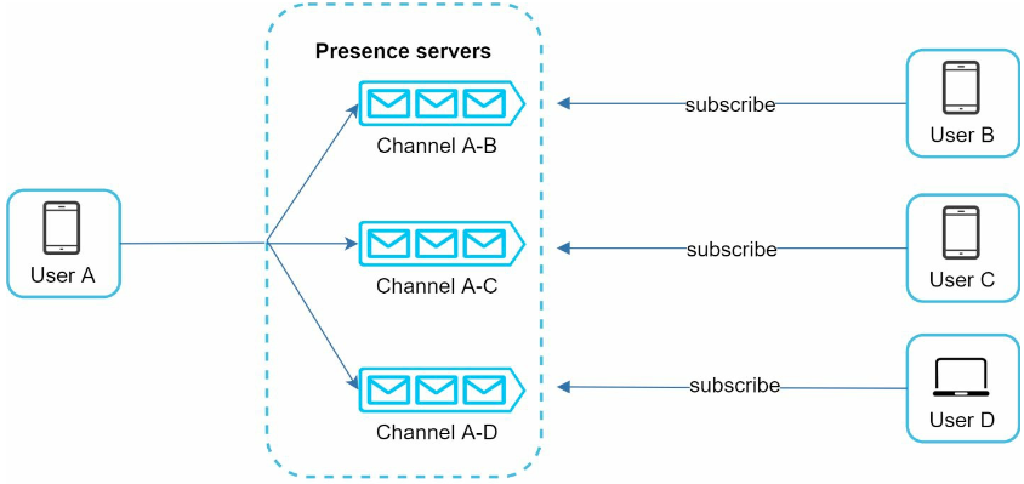 Presence servers
Channel A-B
subscribe
User B
User A
Channel A-C
subscribe
User C
Channel A-D
subscribe
User D